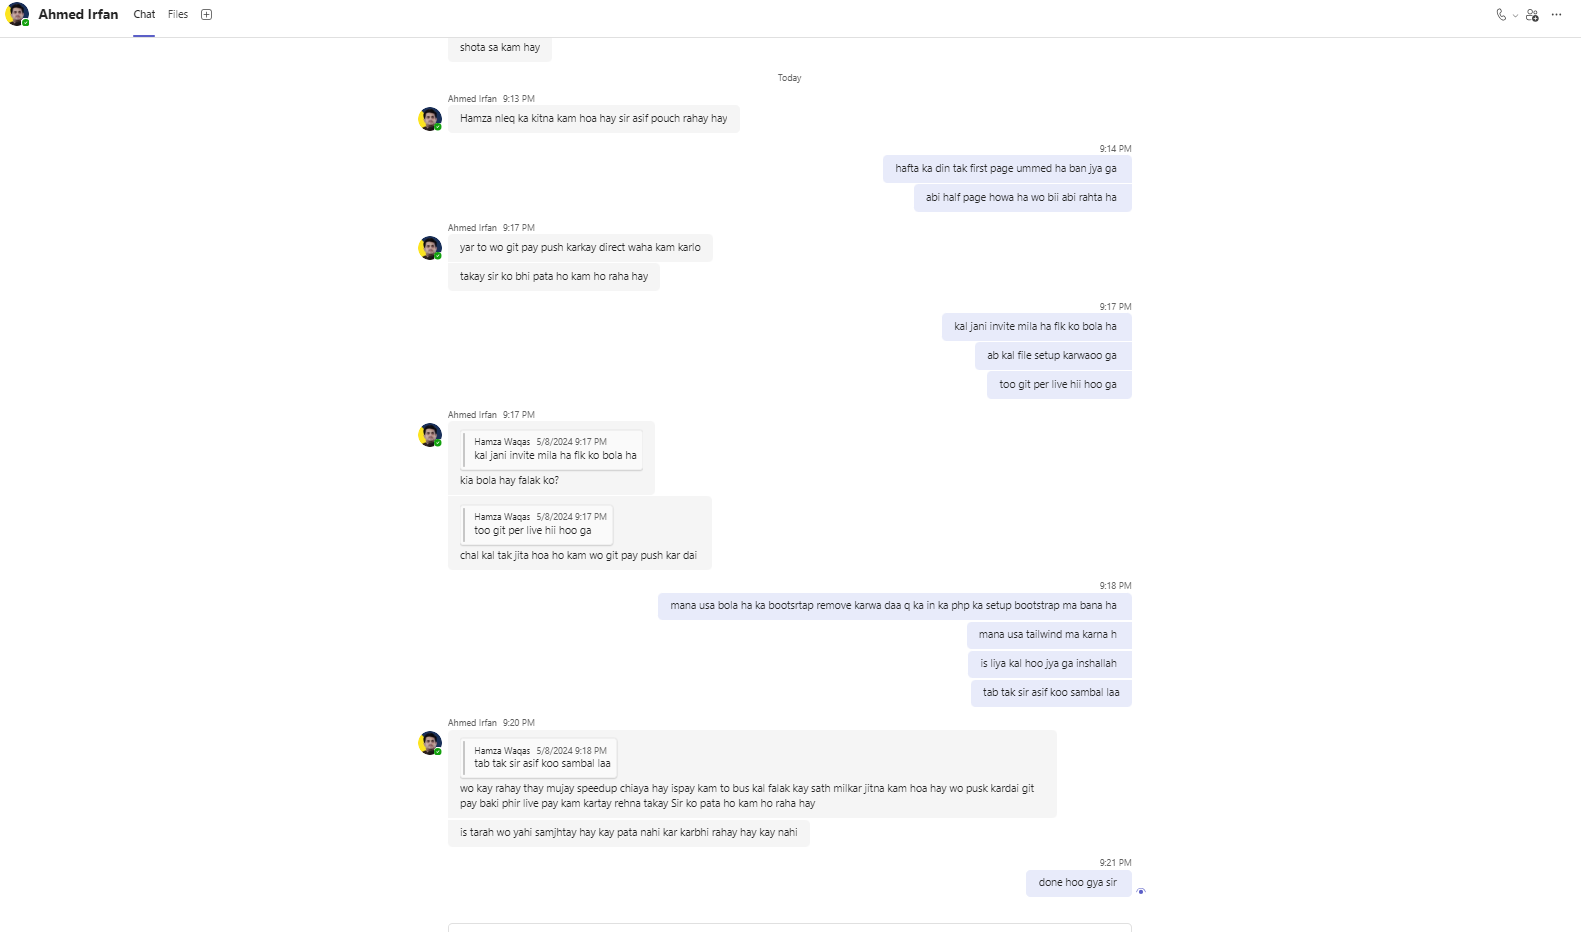 Ahmed Irfan
Chat
Files
shota sa kam hay
Today
Ahmed Irfan 9:13 PM
Hamza nleq ka kitna kam hoa hay sir asif pouch rahay hay
9:14 PM
hafta ka din tak first page ummed ha ban jya ga
abi half page howa ha wo bii abi rahta ha
Ahmed Irfan 9:17 PM
yar to wo git pay push karkay direct waha kam karlo
takay sir ko bhi pata ho kam ho raha hay
9:17 PM
kal jani invite mila ha flk ko bola ha
ab kal file setup karwaoo ga
too git per live hii hoo ga
Ahmed Irfan 9:17 PM
Hamza Waqas 5/8/2024 9:17 PM
kal jani invite mila ha flk ko bola ha
kia bola hay falak ko?
Hamza Waqas 5/8/2024 9:17 PM
too git per live hii hoo ga
chal kal tak jita hoa ho kam wo git pay push kar dai
9:18 PM
mana usa bola ha ka bootsrtap remove karwa daa q ka in ka php ka setup bootstrap ma bana ha
mana usa tailwind ma karna h
is liya kal hoo jya ga inshallah
tab tak sir asif koo sambal laa
Ahmed Irfan 9:20 PM
Hamza Waqas 5/8/2024 9:18 PM
tab tak sir asif koo sambal laa
wo kay rahay thay mujay speedup chiaya hay ispay kam to bus kal falak kay sath milkar jitna kam hoa hay wo pusk kardai git
pay baki phir live pay kam kartay rehna takay Sir ko pata ho kam ho raha hay
is tarah wo yahi samjhtay hay kay pata nahi kar karbhi rahay hay kay nahi
9:21 PM
done hoo gya sir